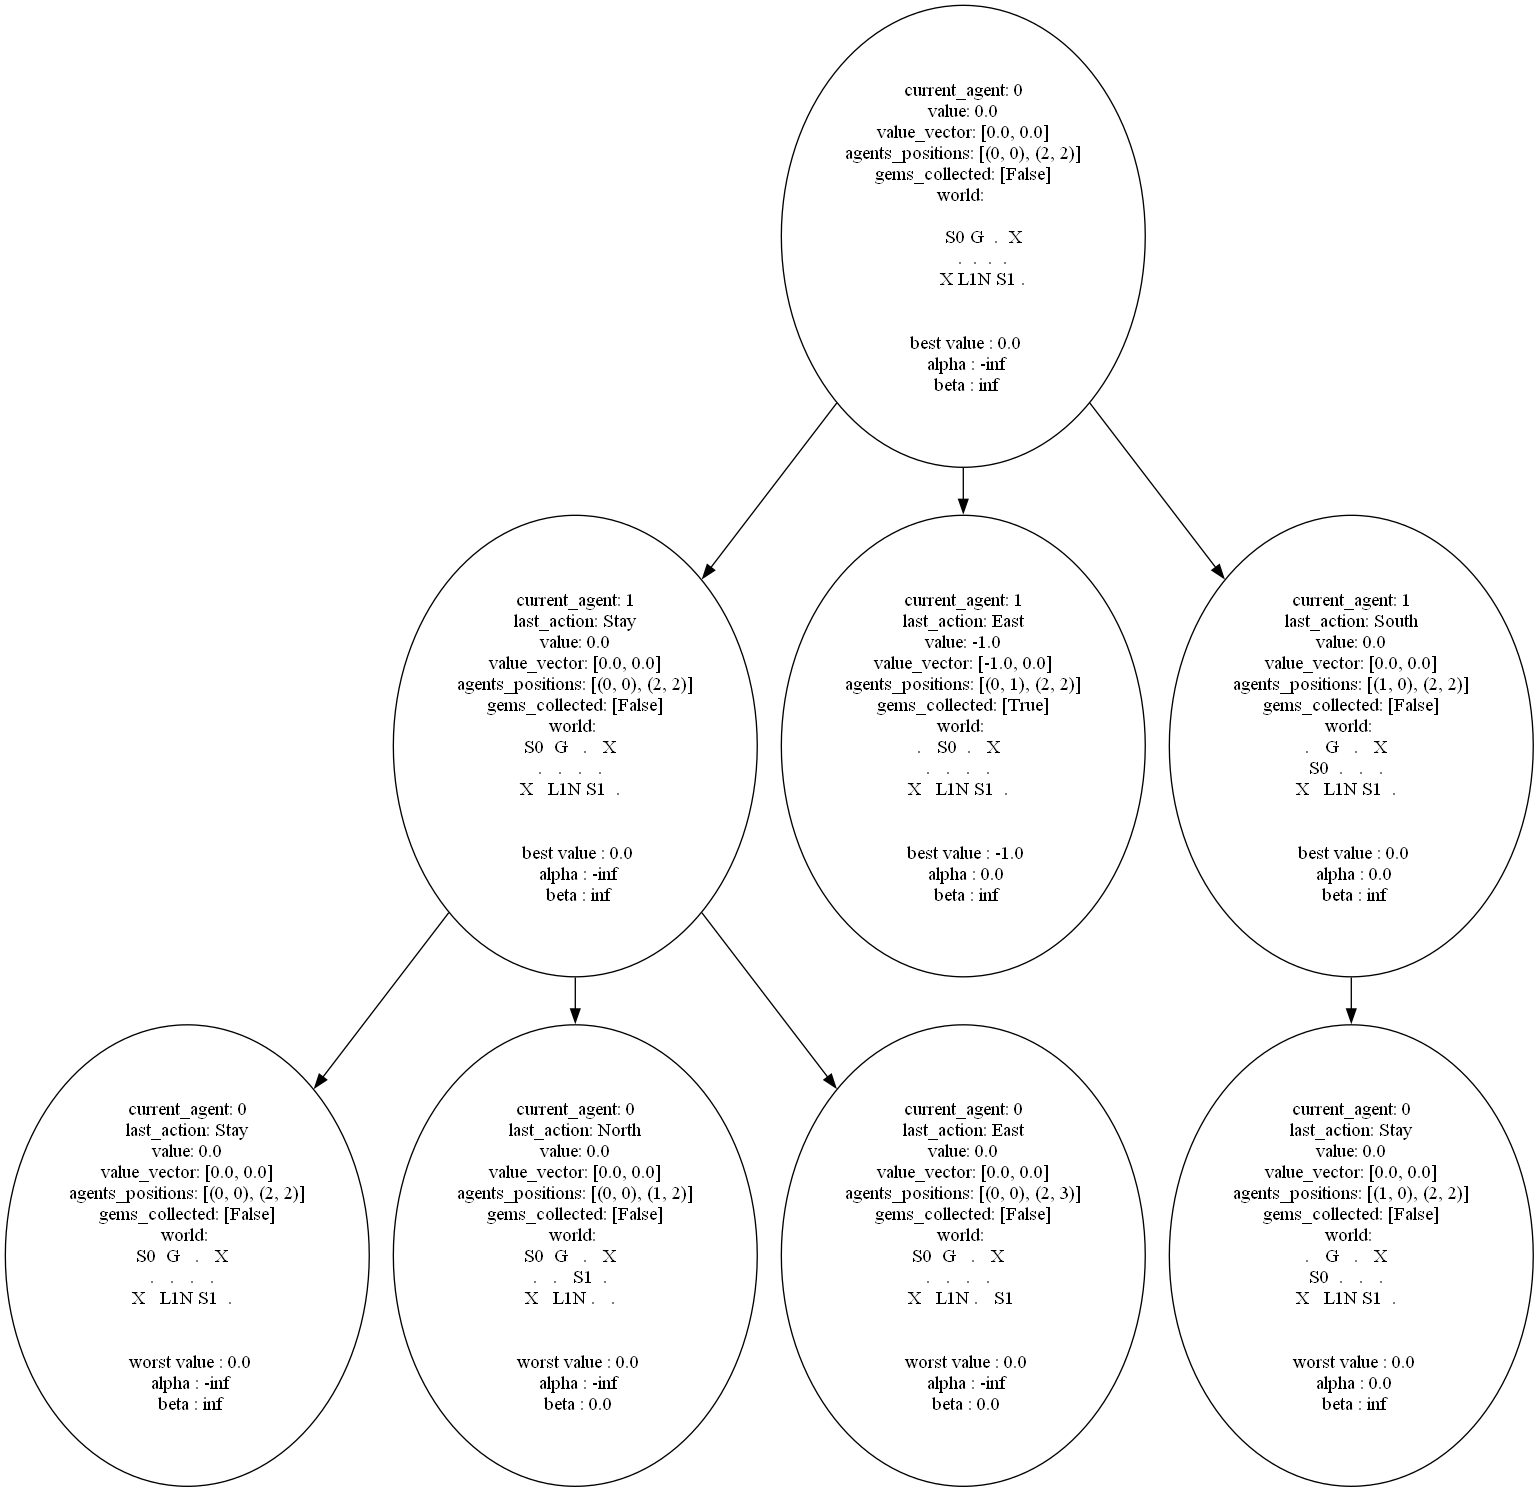 current_agent: 0
value: 0.0
value_vector: [0.0, 0.0]
agents_positions: [(0, 0), (2, 2)]
gems_collected: [False]
world:
S0 G . X
. . . .
X L1N S1 .
best value : 0.0
alpha : -inf
beta : inf
current_agent: 1
last_action: Stay
value: 0.0
value_vector: [0.0, 0.0]
agents_positions: [(0, 0), (2, 2)]
gems_collected: [False]
world:
S0 G . X
. . . .
X L1N S1 .
best value : 0.0
alpha : -inf
beta : inf
current_agent: 1
last_action: East
value: -1.0
value_vector: [-1.0, 0.0]
agents_positions: [(0, 1), (2, 2)]
gems_collected: [True]
world:
. S0 . X
. . . .
X L1N S1 .
best value : -1.0
alpha : 0.0
beta : inf
current_agent: 1
last_action: South
value: 0.0
value_vector: [0.0, 0.0]
agents_positions: [(1, 0), (2, 2)]
gems_collected: [False]
world:
. G . X
S0 . . .
X L1N S1 .
best value : 0.0
alpha : 0.0
beta : inf
current_agent: 0
last_action: Stay
value: 0.0
value_vector: [0.0, 0.0]
agents_positions: [(0, 0), (2, 2)]
gems_collected: [False]
world:
S0 G . X
. . . .
X L1N S1 .
worst value : 0.0
alpha : -inf
beta : inf
current_agent: 0
last_action: North
value: 0.0
value_vector: [0.0, 0.0]
agents_positions: [(0, 0), (1, 2)]
gems_collected: [False]
world:
S0 G . X
. . S1 .
X L1N . .
worst value : 0.0
alpha : -inf
beta : 0.0
current_agent: 0
last_action: East
value: 0.0
value_vector: [0.0, 0.0]
agents_positions: [(0, 0), (2, 3)]
gems_collected: [False]
world:
S0 G . X
. . . .
X L1N . S1
worst value : 0.0
alpha : -inf
beta : 0.0
current_agent: 0
last_action: Stay
value: 0.0
value_vector: [0.0, 0.0]
agents_positions: [(1, 0), (2, 2)]
gems_collected: [False]
world:
. G . X
S0 . . .
X L1N S1 .
worst value : 0.0
alpha : 0.0
beta : inf